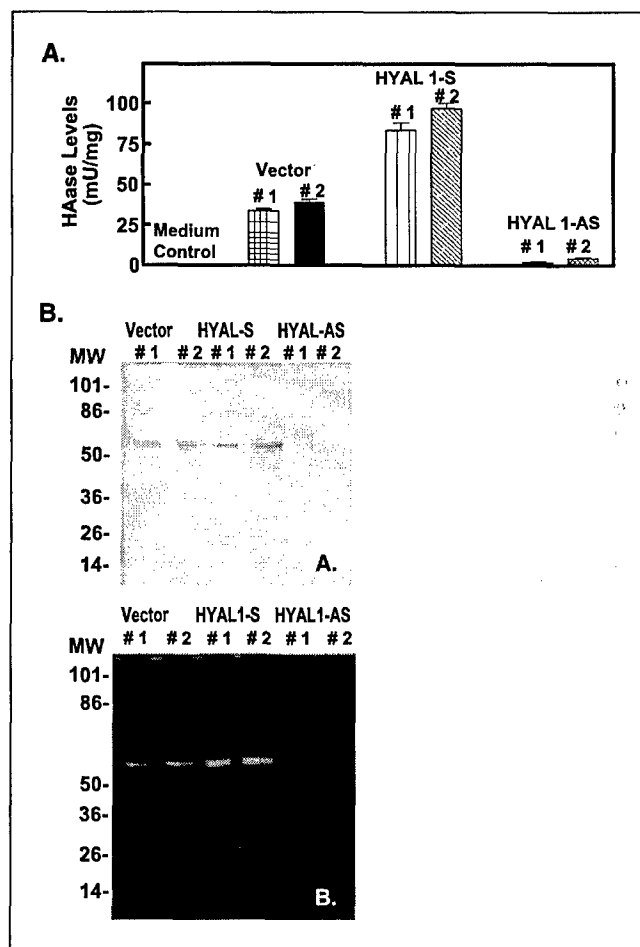 A.
HAase Levels
(mU/mg)
100
75
50
25
0
Medium
Control
Vector
# 1
# 2
HYAL 1-S
# 1
# 2
HYAL 1-AS
# 1
# 2
B.
Vector HYAL-S HYAL-AS
MW # 1 # 2 # 1 # 2 # 1 # 2
101-
86-
50-
36-
26-
14-
A.
Vector HYAL1-S HYAL1-AS
MW # 1 # 2 # 1 # 2 # 1 # 2
101-
86-
50-
36-
26-
14-
B.